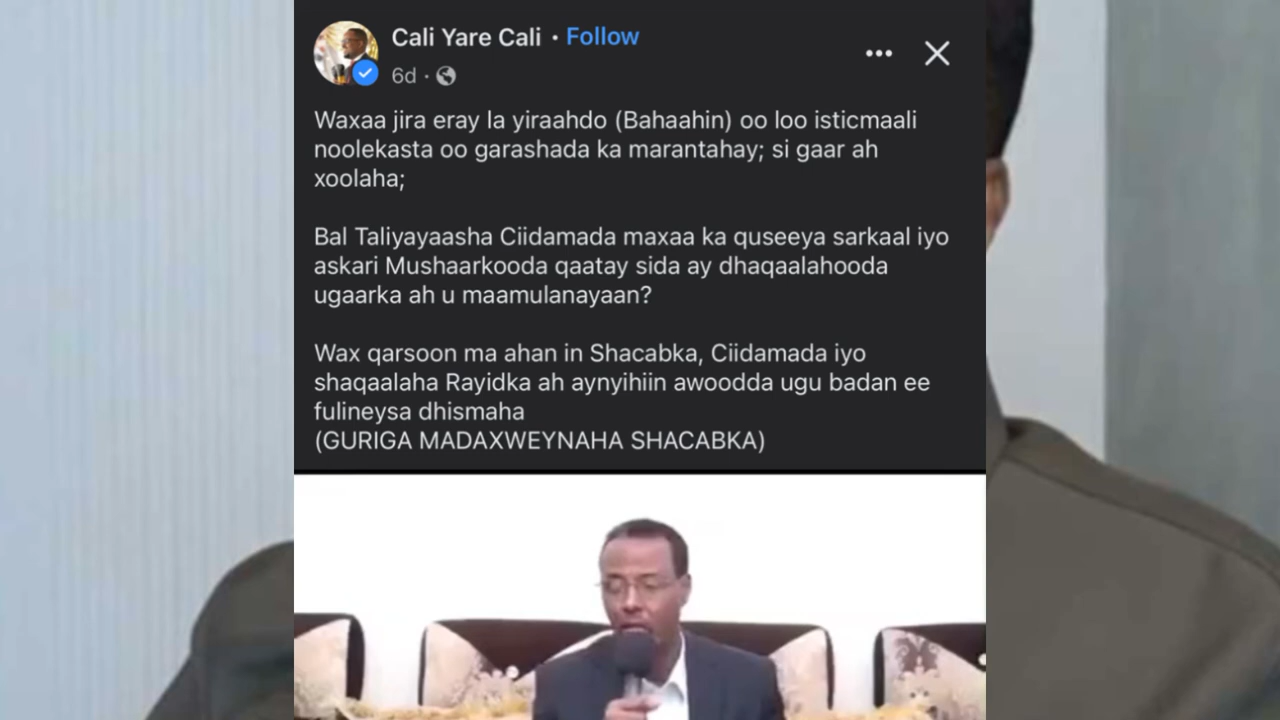 Cali Yare Cali · Follow
6d ·
Waxaa jira eray la yiraahdo (Bahaahin) oo loo isticmaali
noolekasta oo garashada ka marantahay; si gaar ah
xoolaha;
Bal Taliyayaasha Ciidamada maxaa ka quseeya sarkaal iyo
askari Mushaarkooda qaatay sida ay dhaqaalahooda
ugaarka ah u maamulanayaan?
Wax qarsoon ma ahan in Shacabka, Ciidamada iyo
shaqaalaha Rayidka ah aynyihiin awoodda ugu badan ee
fulineysa dhismaha
(GURIGA MADAXWEYNAHA SHACABKA)